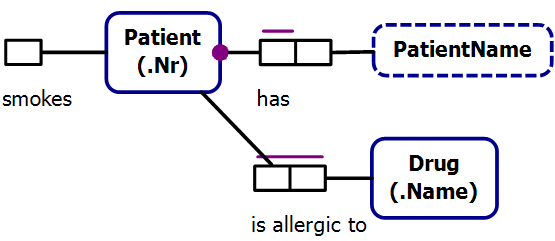 Patient
(.Nr)
PatientName
smokes
has
Drug
(.Name)
is allergic to